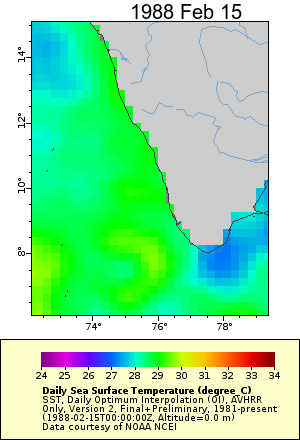 1988 Feb 15
14°
12°
10°
8°
74°
76°
78°
24 25 26 27 28 29 30 31 32 33 34
Daily Sea Surface Temperature (degree_C)
SST, Daily Optimum Interpolation (OI), AVHRR
Only, Version 2, Final+Preliminary, 1981-present
(1988-02-15T00:00:00Z, Altitude=0.0 m)
Data courtesy of NOAA NCEI